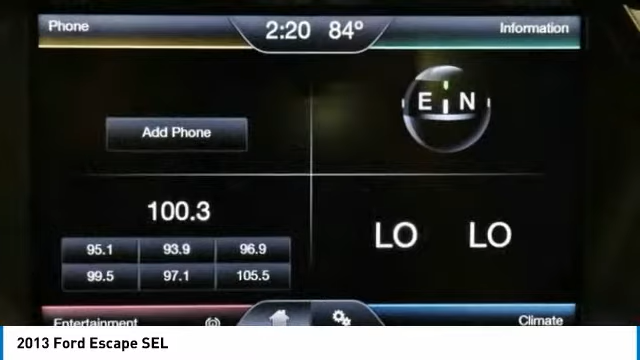 Phone 2:20 84° Information
E N
Add Phone
100.3
LO LO
95.1 93.9 96.9
99.5 97.1 105.5
Entertainment Climate
2013 Ford Escape SEL